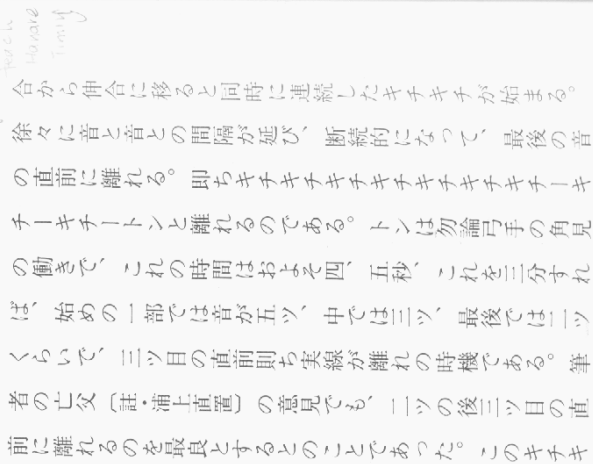 Hanare
Timing
合から伸合に移ると同時に連続したキチキチが始まる。
徐々に音と音との間隔が延び、断続的になって、最後の音
の直前に離れる。即ちキチキチキチキチキチキチキチーキ
チーキチートンと離れるのである。トンは勿論弓手の角見
の働きで、これの時間はおよそ四、五秒、これを三分すれ
ば、始めの一部では音が五ツ、中では三ツ、最後では二ツ
くらいで、三ツ目の直前則ち実線が離れの時機である。筆
者の亡父〔註・浦上直置〕の意見でも、二ツの後三ツ目の直
前に離れるのを最良とするとのことであった。このキチキ